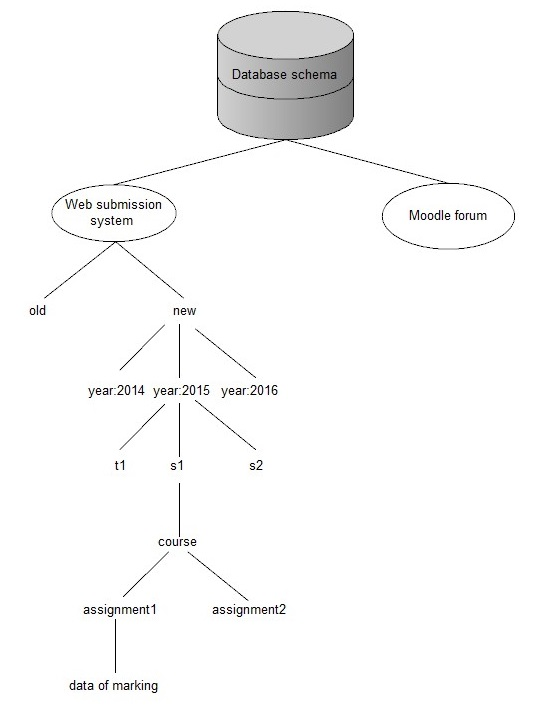 Database schema
Web submission
system
Moodle forum
old
new
year:2014
year:2015
year:2016
t1
s1
s2
course
assignment1
assignment2
data of marking